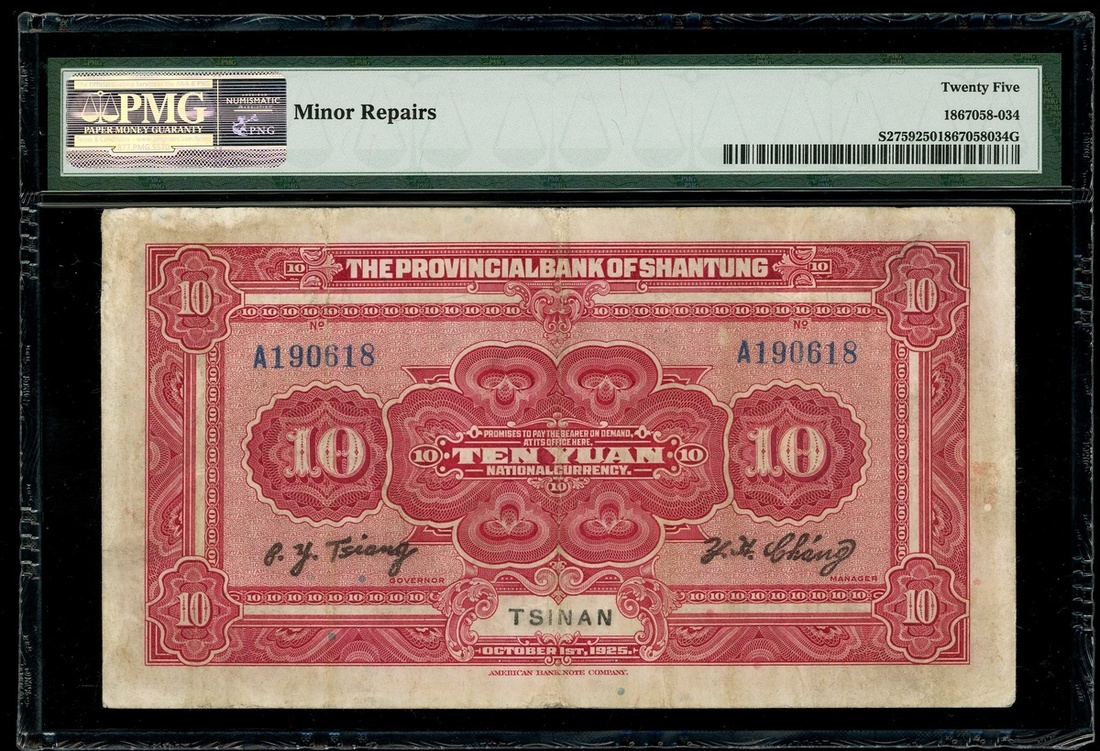 PMG
PAPER MONEY GUARANTY
NUMISMATIC
PNG
Minor Repairs
Twenty Five
1867058-034
S27592501867058034G
10 THE PROVINCIAL BANK OF SHANTUNG 10
10 10
Nº Nº
A190618 A190618
PROMISES TO PAY THE BEARER ON DEMAND,
AT ITS OFFICE HERE,
10 10 TEN YUAN 10 10
NATIONAL CURRENCY.
10
P. Y. Tsiang Y. H. Chang
GOVERNOR MANAGER
10 TSINAN 10
OCTOBER 1ST, 1925.
AMERICAN BANK NOTE COMPANY.